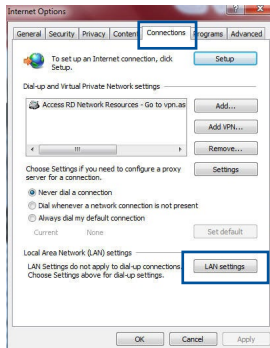 Internet Options
General Security Privacy Content Connections Programs Advanced
To set up an Internet connection, click
Setup.
Setup
Dial-up and Virtual Private Network settings
Access RD Network Resources - Go to vpn.as
Add...
Add VPN...
Remove...
Choose Settings if you need to configure a proxy
server for a connection.
Settings
Never dial a connection
Dial whenever a network connection is not present
Always dial my default connection
Current None
Set default
Local Area Network (LAN) settings
LAN Settings do not apply to dial-up connections.
Choose Settings above for dial-up settings.
LAN settings
OK Cancel Apply